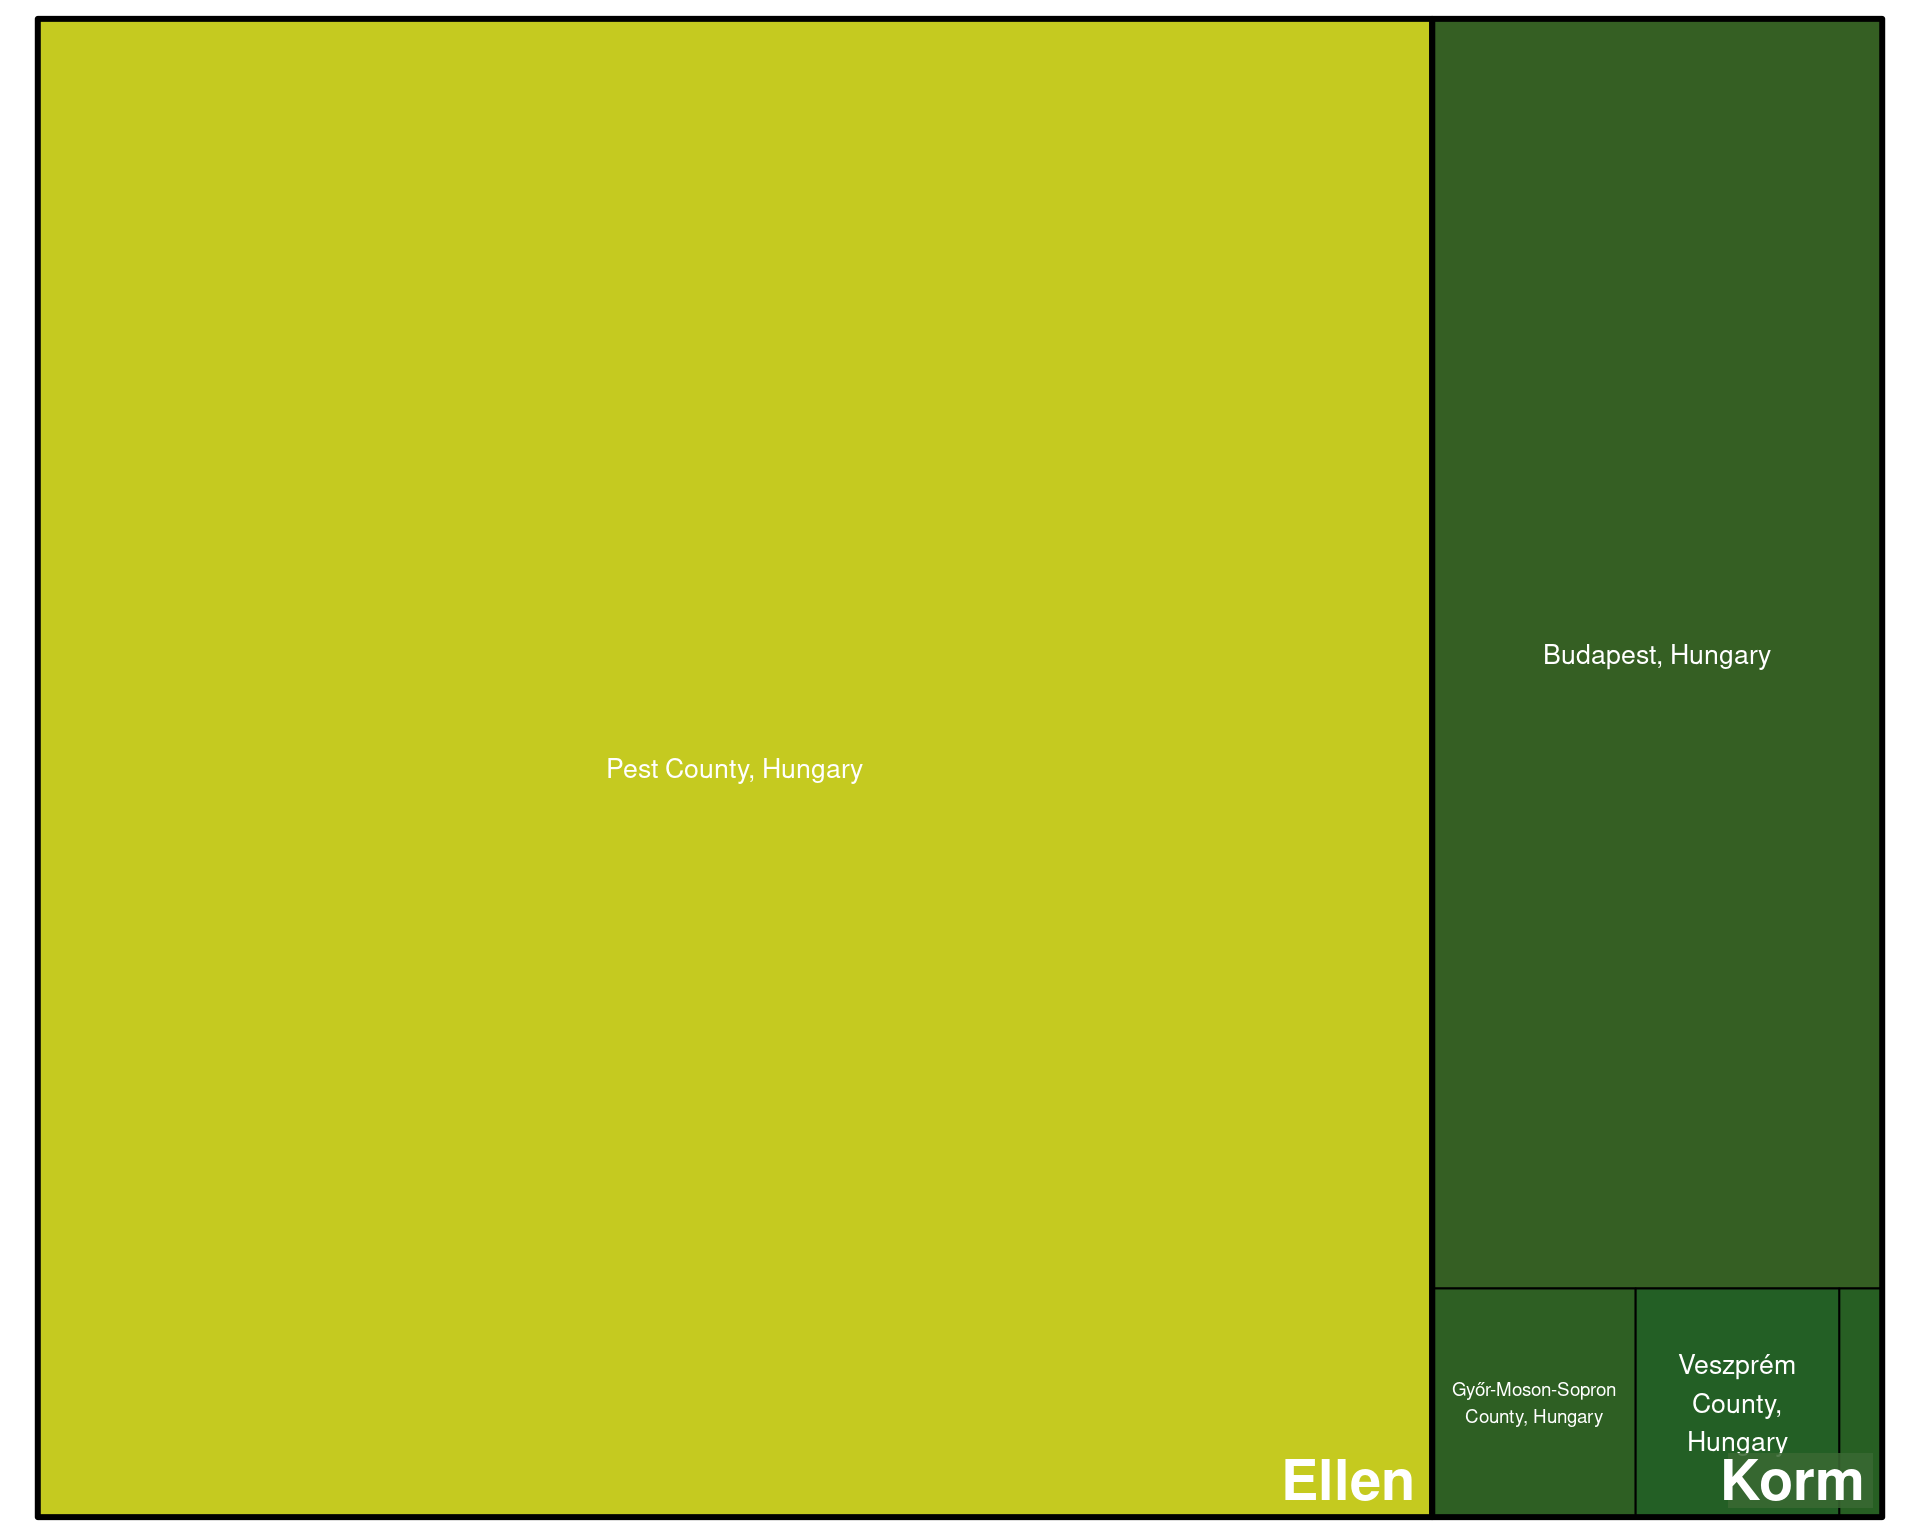 Pest County, Hungary
Ellen
Budapest, Hungary
Győr-Moson-Sopron
County, Hungary
Veszprém
County,
Hungary
Korm